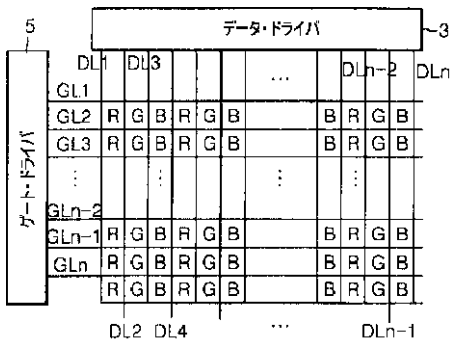 5
データ・ドライバ
3
DL1 DL3 ... DLn-2 DLn
ゲート・ドライバ
GL1
GL2 R G B R G B B R G B
GL3 R G B R G B B R G B
⋮ ⋮ ⋮ ⋮
GLn-2
GLn-1 R G B R G B B R G B
GLn R G B R G B B R G B
R G B R G B B R G B
DL2 DL4 ... DLn-1